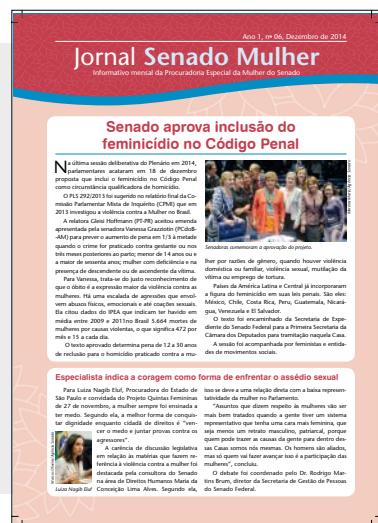 Ano 1, nº 06, Dezembro de 2014
Jornal Senado Mulher
Informativo mensal da Procuradoria Especial da Mulher do Senado
Senado aprova inclusão do
feminicídio no Código Penal
Na última sessão deliberativa do Plenário em 2014,
parlamentares acataram em 18 de dezembro
proposta que inclui o feminicídio no Código Penal
como circunstância qualificadora de homicídio.
O PLS 292/2013 foi sugerido no relatório final da Co-
missão Parlamentar Mista de Inquérito (CPMI) que em
2013 investigou a violência contra a Mulher no Brasil.
A relatora Gleisi Hoffmann (PT-PR) aceitou emenda
apresentada pela senadora Vanessa Grazziotin (PCdoB-
-AM) para prever o aumento de pena em 1/3 à metade
quando o crime for praticado contra gestante ou nos
três meses posteriores ao parto; menor de 14 anos ou e
a maior de sessenta anos; mulher com deficiência e na
presença de descendente ou de ascendente da vítima.
Para Vanessa, trata-se do justo reconhecimento de
que o óbito é a expressão maior da violência contra as
mulheres. Há uma escalada de agressões que envol-
vem abusos físicos, emocionais e até coações sexuais.
Ela citou dados do IPEA que indicam ter havido em
média entre 2009 e 2011no Brasil 5.664 mortes de
mulheres por causas violentas, o que significa 472 por
mês e 15 a cada dia.
O texto aprovado determina pena de 12 a 30 anos
de reclusão para o homicídio praticado contra a mu-
Senadoras comemoram a aprovação do projeto.
lher por razões de gênero, quando houver violência
doméstica ou familiar, violência sexual, mutilação da
vítima ou emprego de tortura.
Países da América Latina e Central já incorporaram
a figura do feminicídio em suas leis penais. São eles:
México, Chile, Costa Rica, Peru, Guatemala, Nicará-
gua, Venezuela e El Salvador.
O texto foi encaminhado da Secretaria de Expe-
diente do Senado Federal para a Primeira Secretaria da
Câmara dos Deputados para tramitação naquela Casa.
A sessão foi acompanhada por feministas e entida-
des de movimentos sociais.
Especialista indica a coragem como forma de enfrentar o assédio sexual
Para Luiza Nagib Eluf, Procuradora do Estado de
São Paulo e convidada do Projeto Quintas Femininas
de 27 de novembro, a mulher sempre foi ensinada a
ter medo. Segundo ela, a melhor forma de conquis-
tar dignidade enquanto cidadã de direitos é "ven-
cer o medo e juntar provas contra os
agressores".
A carência de discussão legislativa
em relação às matérias que fazem re-
ferência à violência contra a mulher foi
destacada pela consultora do Senado
na área de Direitos Humanos Maria da
Conceição Lima Alves. Segundo ela,
Luiza Nagib Eluf
isso se deve a uma relação direta com a baixa represen-
tatividade da mulher no Parlamento.
"Assuntos que dizem respeito às mulheres vão ser
mais bem tratados quando a gente tiver um sistema
representativo que tenha uma cara mais feminina, que
seja menos um retrato masculino, patriarcal, porque
quem pode trazer as causas da gente para dentro des-
sas Casas somos nós mesmas. Os homens são aliados,
mas só quem vai fazer avançar isso é a participação das
mulheres", concluiu.
O debate foi coordenado pelo Dr. Rodrigo Mar-
tins Brum, diretor da Secretaria de Gestão de Pessoas
do Senado Federal.